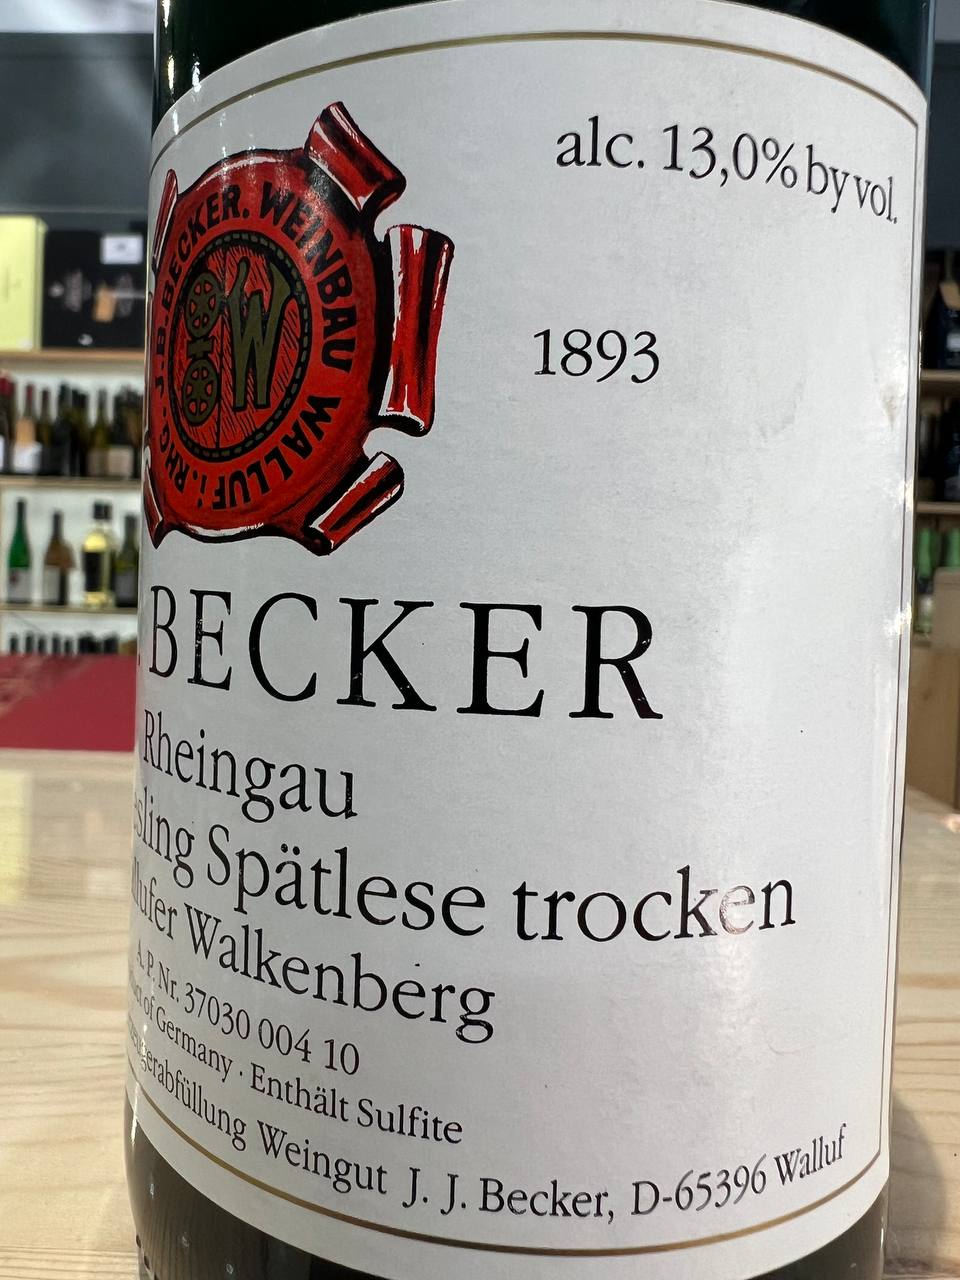 alc. 13,0% by vol.
J.B.BECKER. WEINBAU WALLUF i. RHG.
W
1893
BECKER
Rheingau
Spätlese trocken
Walkenberg
A. P. Nr. 37030 004 10
of Germany · Enthält Sulfite
Weingut J. J. Becker, D-65396 Walluf